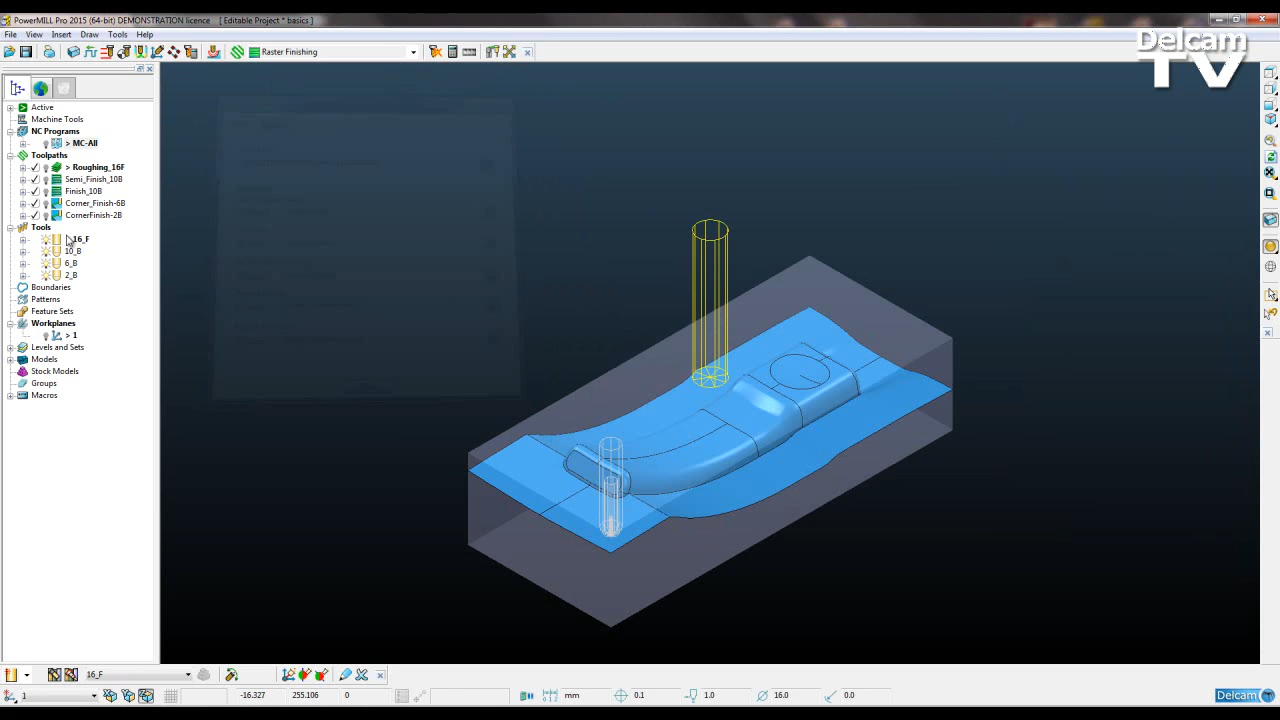 PowerMILL Pro 2015 (64-bit) DEMONSTRATION licence [ Editable Project * basics ]
File View Insert Draw Tools Help
Raster Finishing
Delcam
TV
Active
Machine Tools
NC Programs
> MC-All
Toolpaths
> Roughing_16F
Semi_Finish_10B
Finish_10B
Corner_Finish-6B
CornerFinish-2B
Tools
16_F
10_B
6_B
2_B
Boundaries
Patterns
Feature Sets
Workplanes
> 1
Levels and Sets
Models
Stock Models
Groups
Macros
16_F
1 -16.327 255.106 0 mm 0.1 1.0 16.0 0.0 Delcam